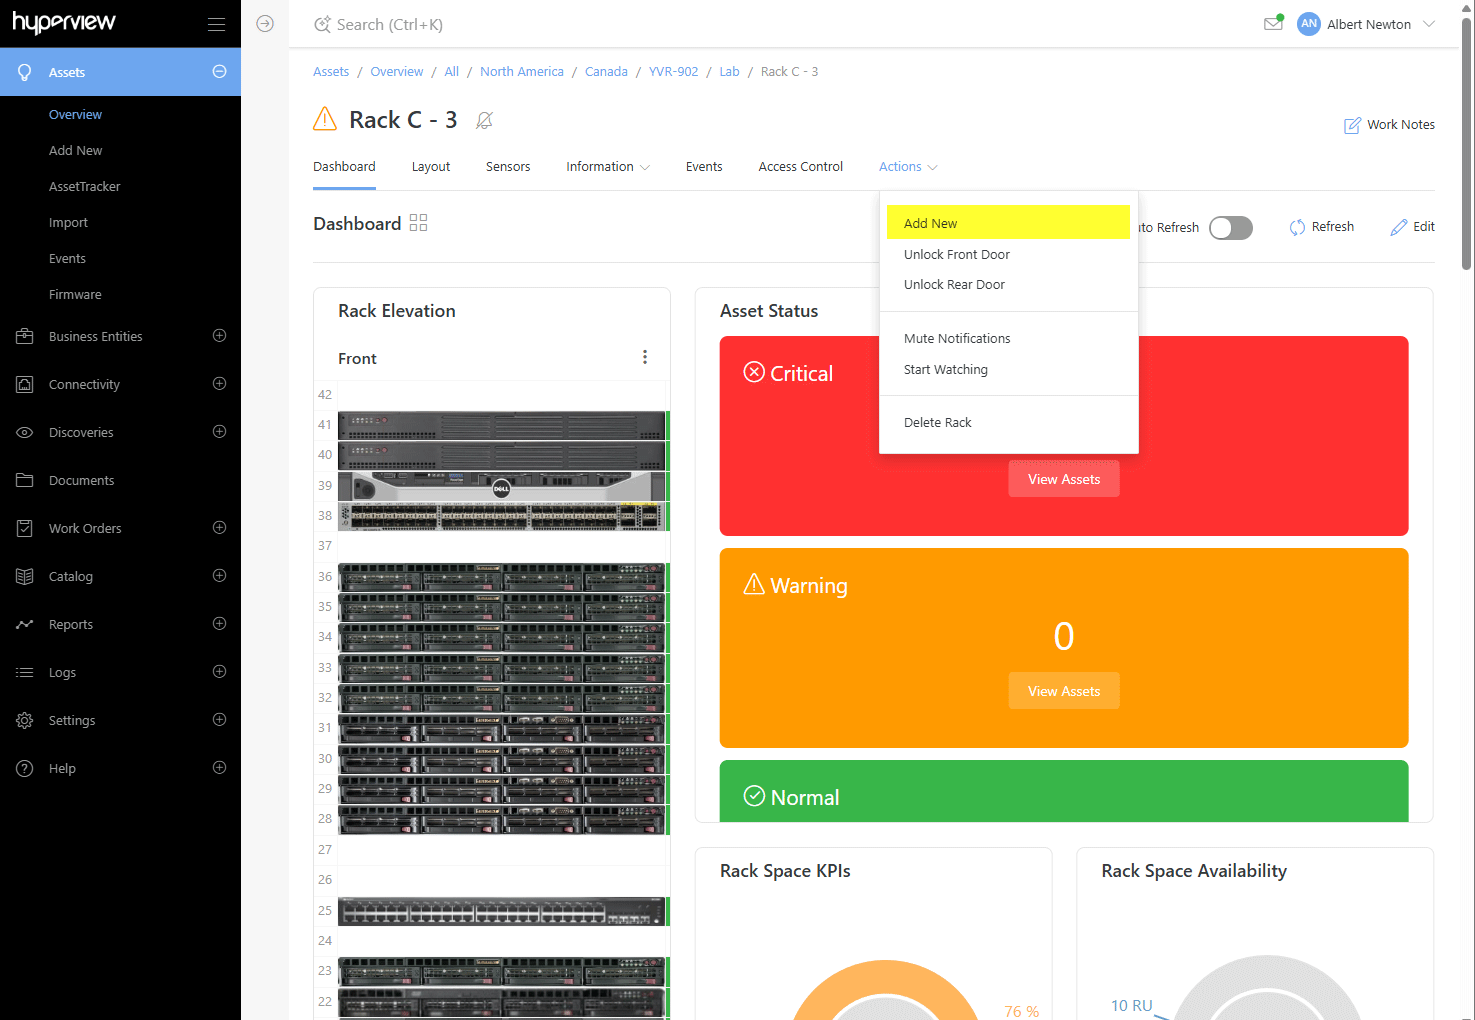 hyperview
Search (Ctrl+K)
AN
Albert Newton
Assets
Overview
Add New
AssetTracker
Import
Events
Firmware
Business Entities
Connectivity
Discoveries
Documents
Work Orders
Catalog
Reports
Logs
Settings
Help
Assets / Overview / All / North America / Canada / YVR-902 / Lab / Rack C - 3
Rack C - 3
Work Notes
Dashboard Layout Sensors Information Events Access Control Actions
Dashboard
to Refresh
Refresh
Edit
Add New
Unlock Front Door
Unlock Rear Door
Mute Notifications
Start Watching
Delete Rack
Rack Elevation
Front
42
41
40
39
DELL
38
37
36
35
34
33
32
31
30
29
28
27
26
25
24
23
22
Asset Status
Critical
View Assets
Warning
0
View Assets
Normal
Rack Space KPIs
76 %
Rack Space Availability
10 RU